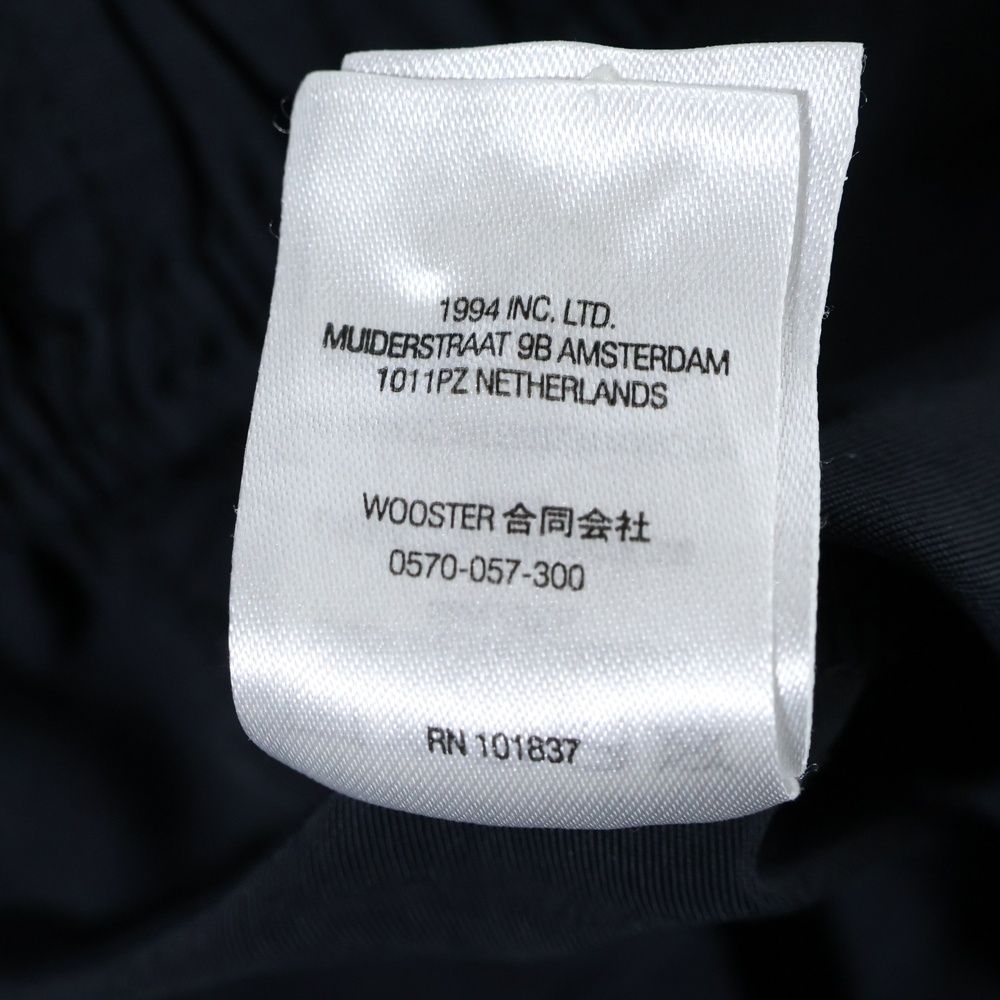 1994 INC. LTD.
MUIDERSTRAAT 9B AMSTERDAM
1011PZ NETHERLANDS
WOOSTER 合同会社
0570-057-300
RN 101837